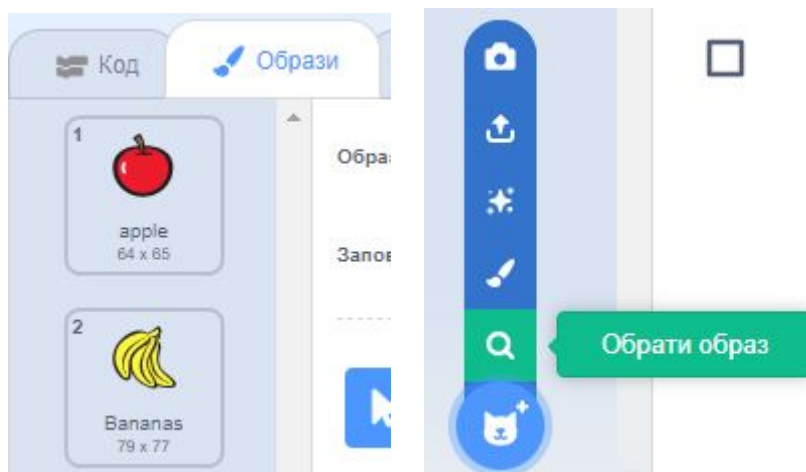 Код
Образи
1
apple
64 x 65
Обра
Запов
2
Bananas
79 x 77
Обрати образ